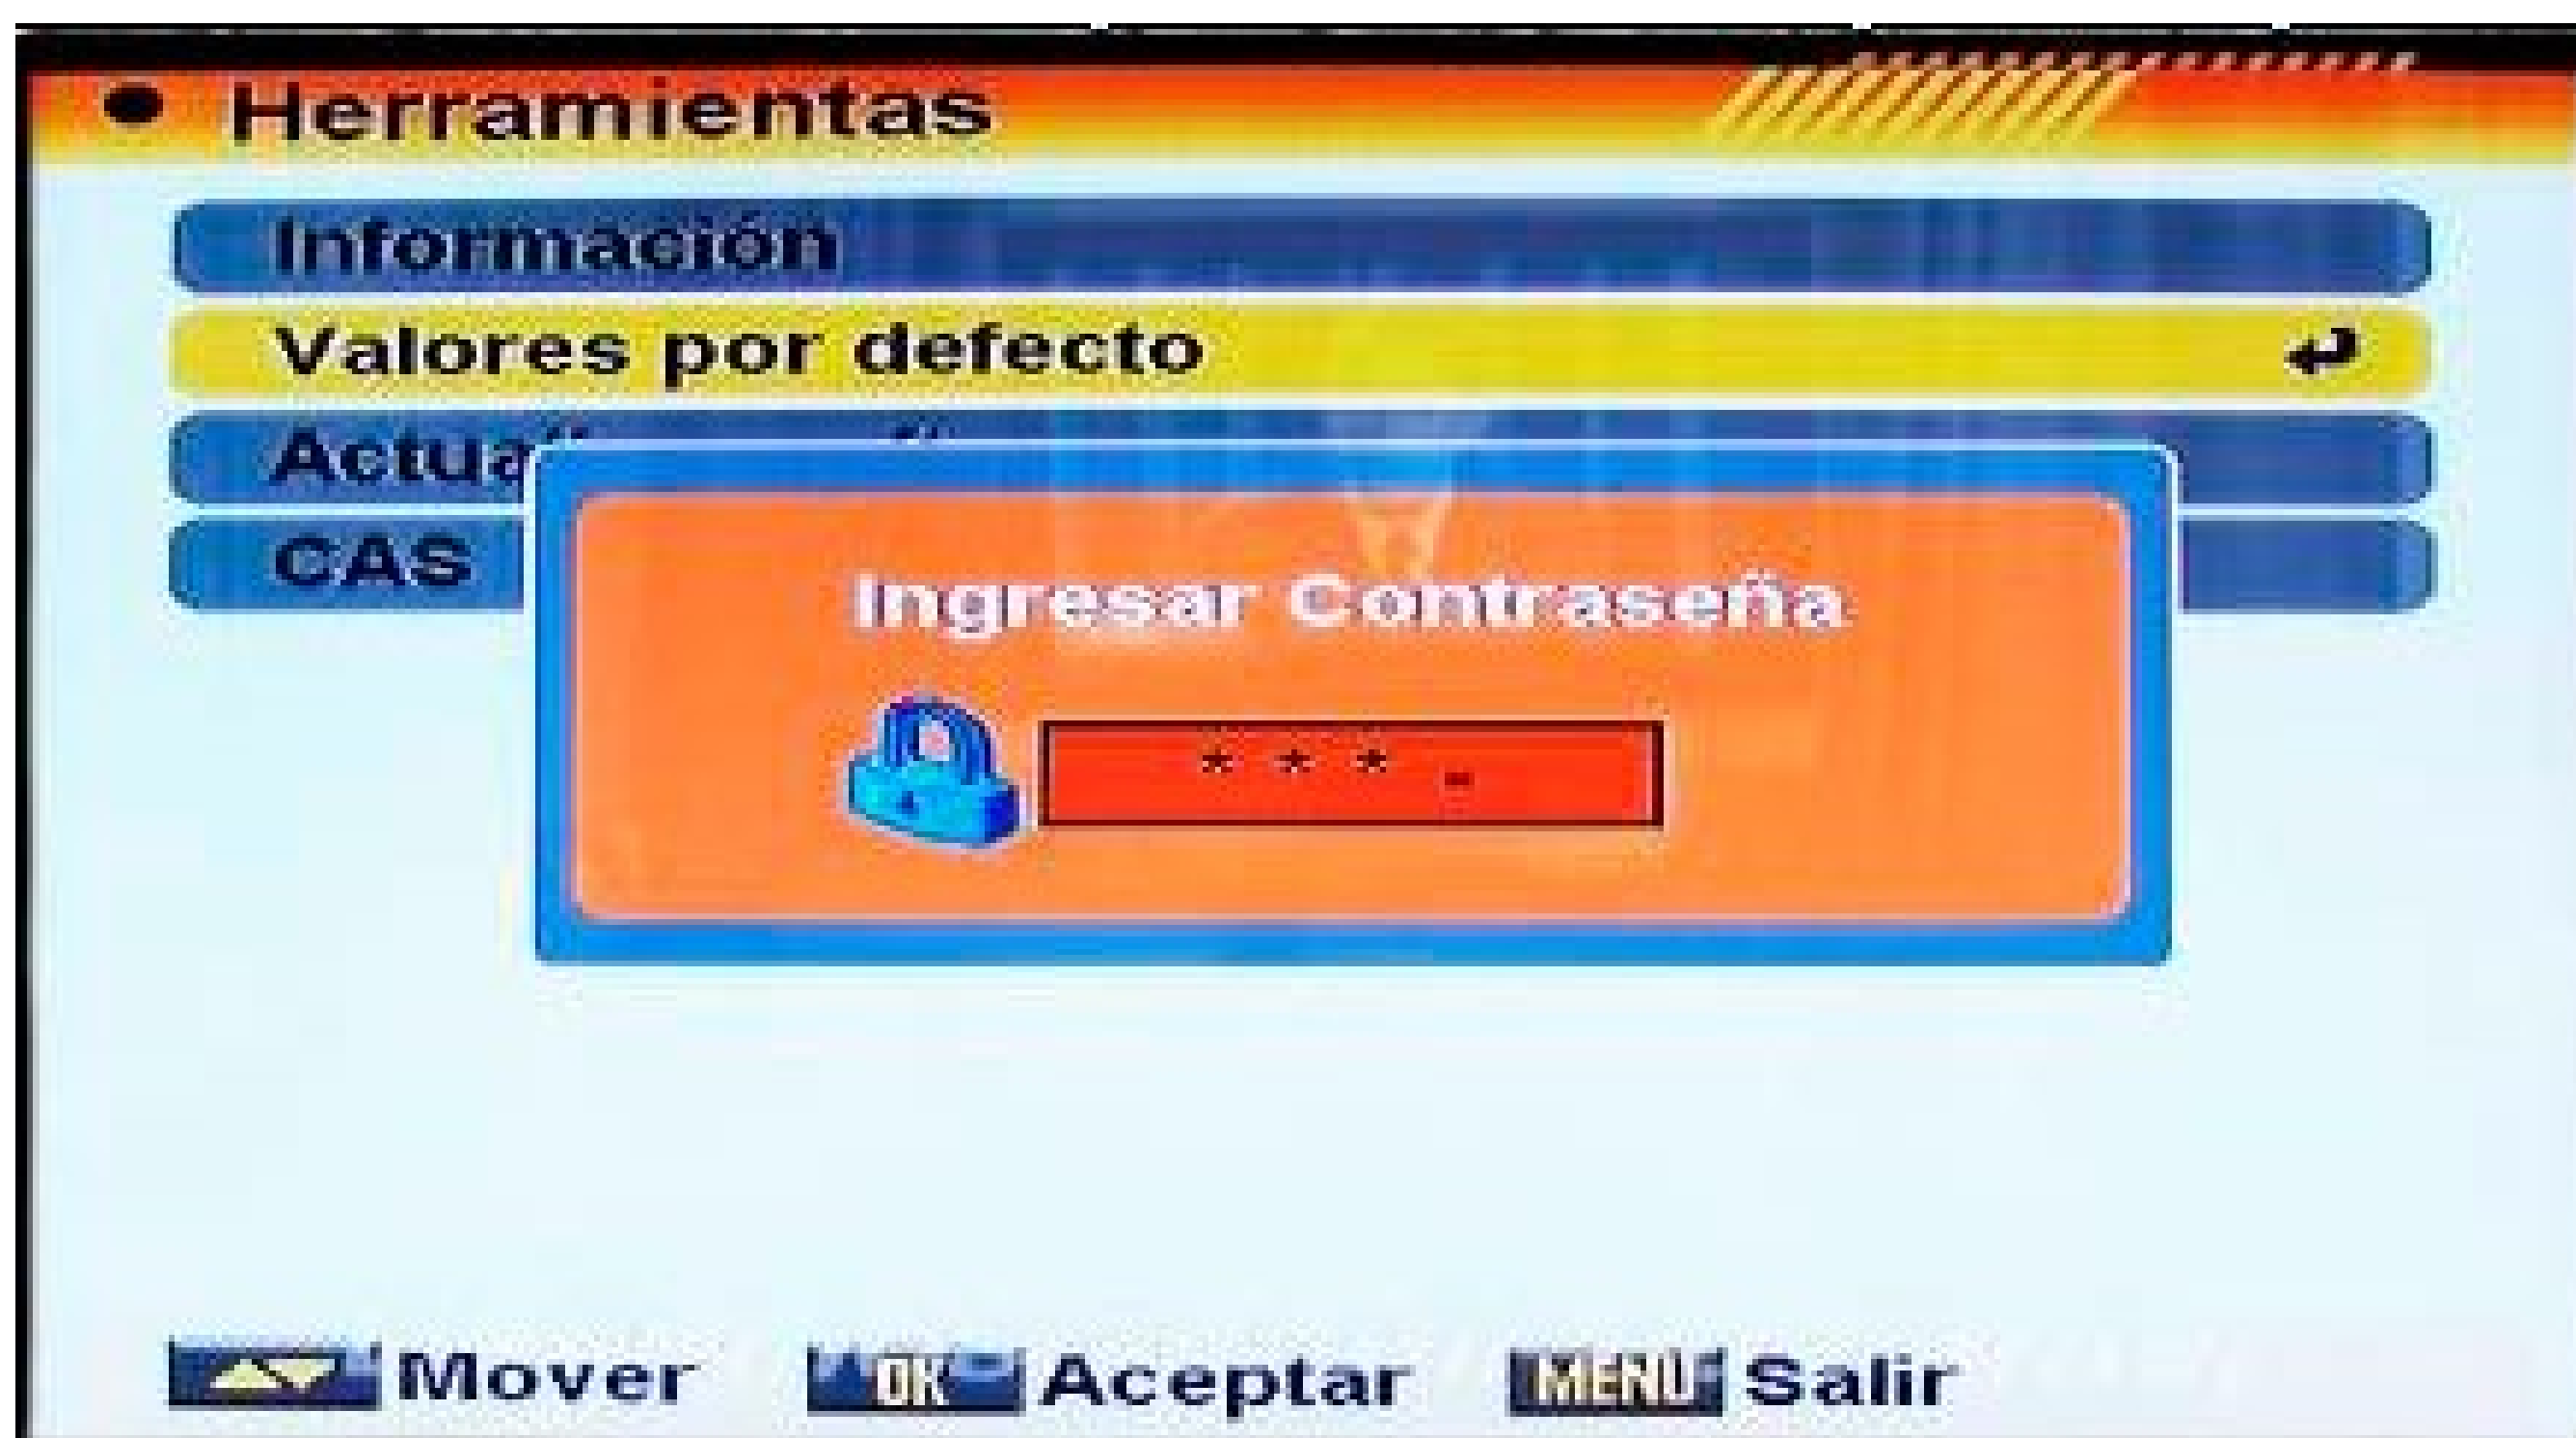 Herramientas
Información
Valores por defecto
CAS
Ingresar Contraseña
* * * -
Mover OK Aceptar MENU Salir